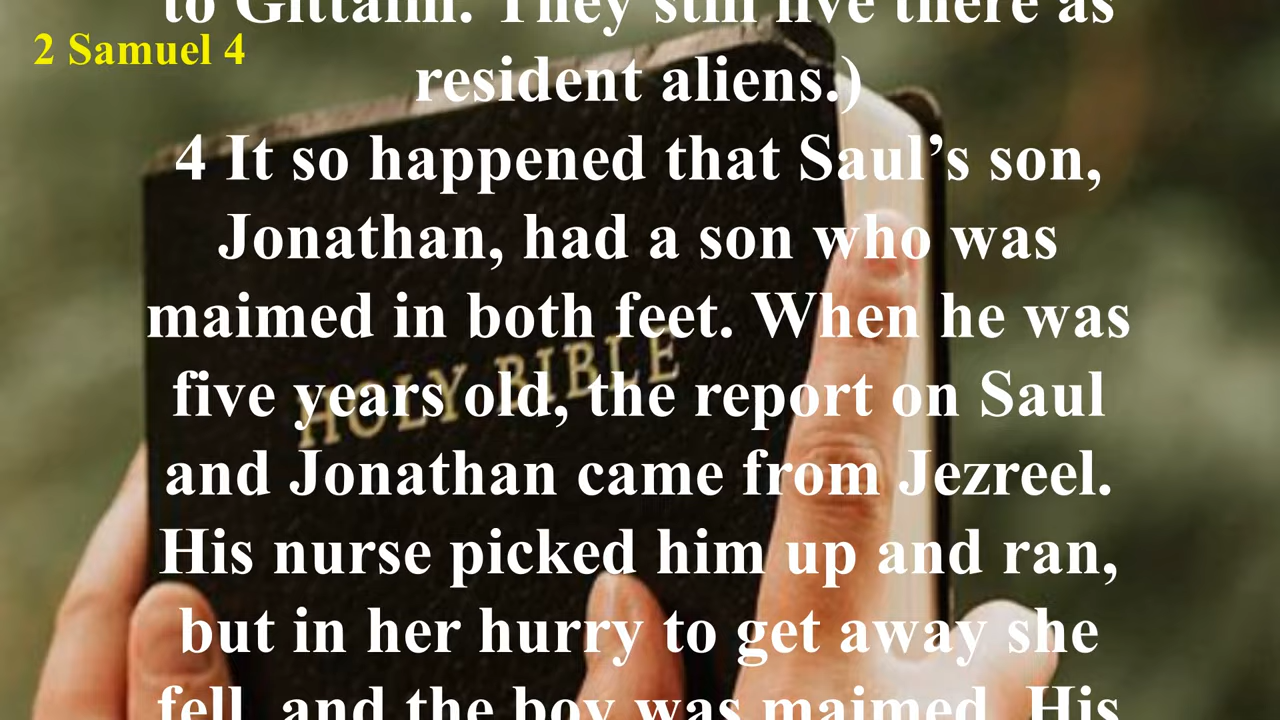 to Gittaim. They still live there as
2 Samuel 4
resident aliens.)
4 It so happened that Saul’s son,
Jonathan, had a son who was
maimed in both feet. When he was
five years old, the report on Saul
HOLY BIBLE
and Jonathan came from Jezreel.
His nurse picked him up and ran,
but in her hurry to get away she
fell, and the boy was maimed. His